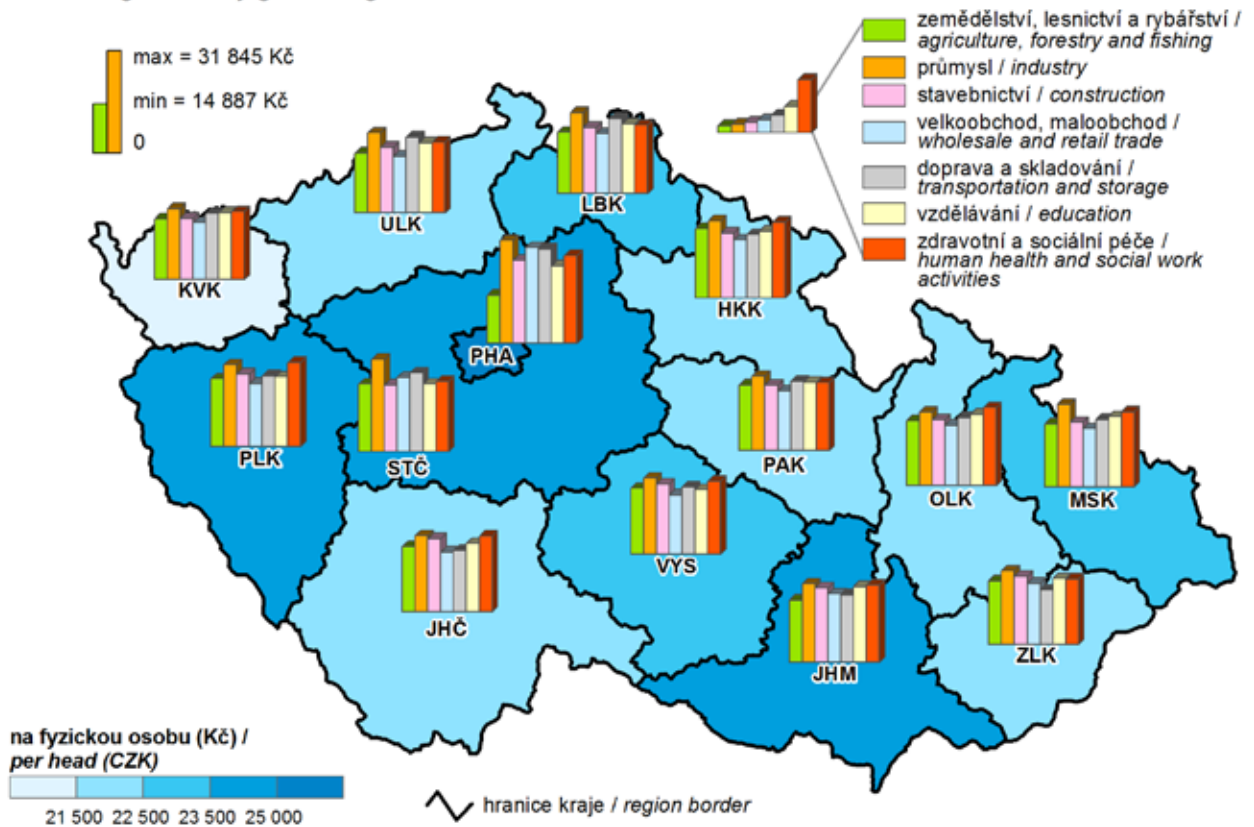 max = 31 845 Kč
min = 14 887 Kč
0
zemědělství, lesnictví a rybářství /
agriculture, forestry and fishing
průmysl / industry
stavebnictví / construction
velkoobchod, maloobchod /
wholesale and retail trade
doprava a skladování /
transportation and storage
vzdělávání / education
zdravotní a sociální péče /
human health and social work
activities
LBK
ULK
KVK
HKK
PHA
PLK
STČ
PAK
OLK
MSK
VYS
JHČ
JHM
ZLK
na fyzickou osobu (Kč) /
per head (CZK)
21 500 22 500 23 500 25 000
hranice kraje / region border